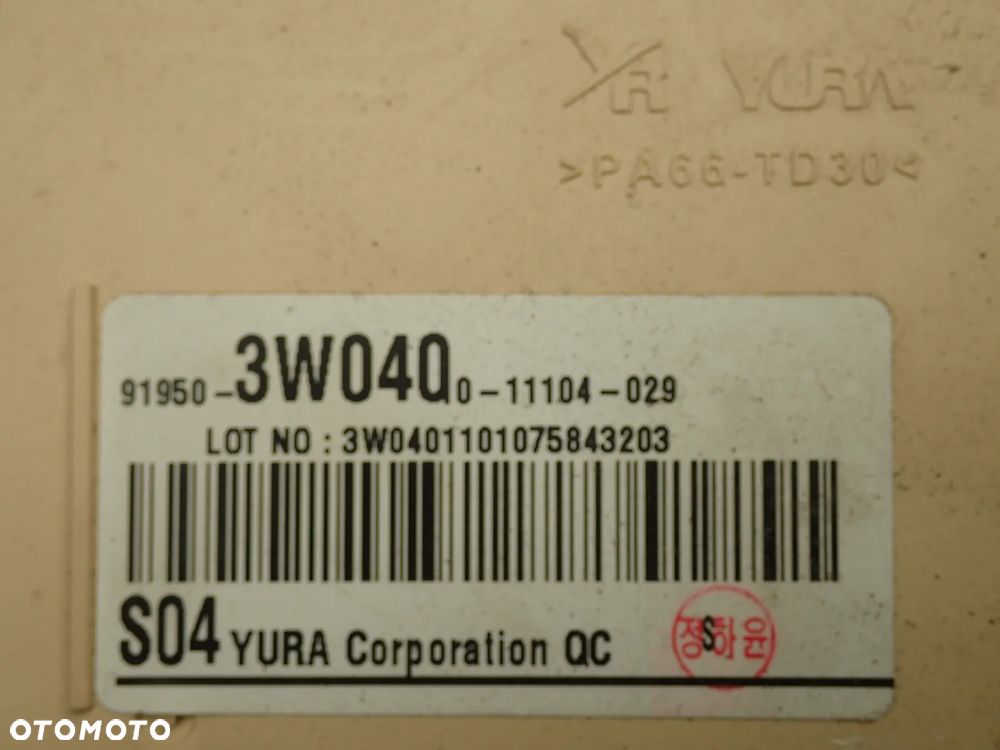 YR YURA
>PA66-TD30<
91950-3W040 0-11104-029
LOT NO : 3W0401101075843203
S04 YURA Corporation QC
S
정하윤
OTOMOTO